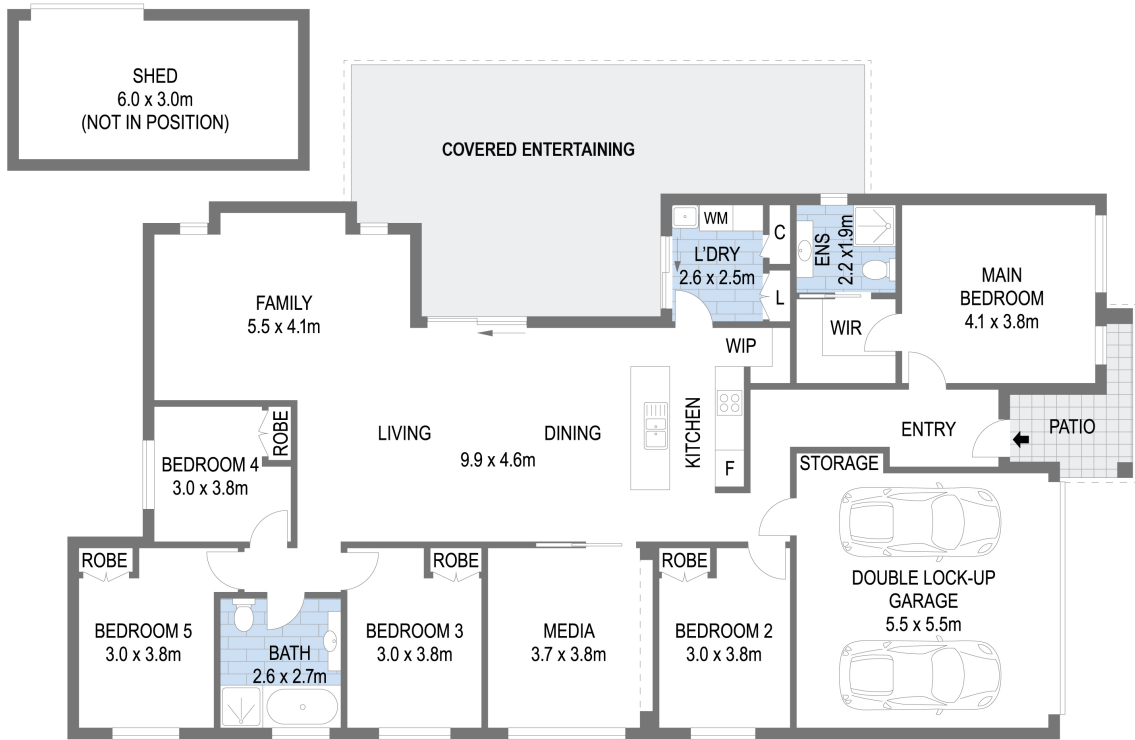 SHED
6.0 x 3.0m
(NOT IN POSITION)
COVERED ENTERTAINING
WM
C
L'DRY
2.6 x 2.5m
L
ENS
2.2 x1.9m
MAIN
BEDROOM
4.1 x 3.8m
FAMILY
5.5 x 4.1m
WIP
WIR
ROBE
LIVING
DINING
9.9 x 4.6m
KITCHEN
F
ENTRY
PATIO
BEDROOM 4
3.0 x 3.8m
STORAGE
ROBE
BEDROOM 5
3.0 x 3.8m
BATH
2.6 x 2.7m
ROBE
BEDROOM 3
3.0 x 3.8m
MEDIA
3.7 x 3.8m
ROBE
BEDROOM 2
3.0 x 3.8m
DOUBLE LOCK-UP
GARAGE
5.5 x 5.5m